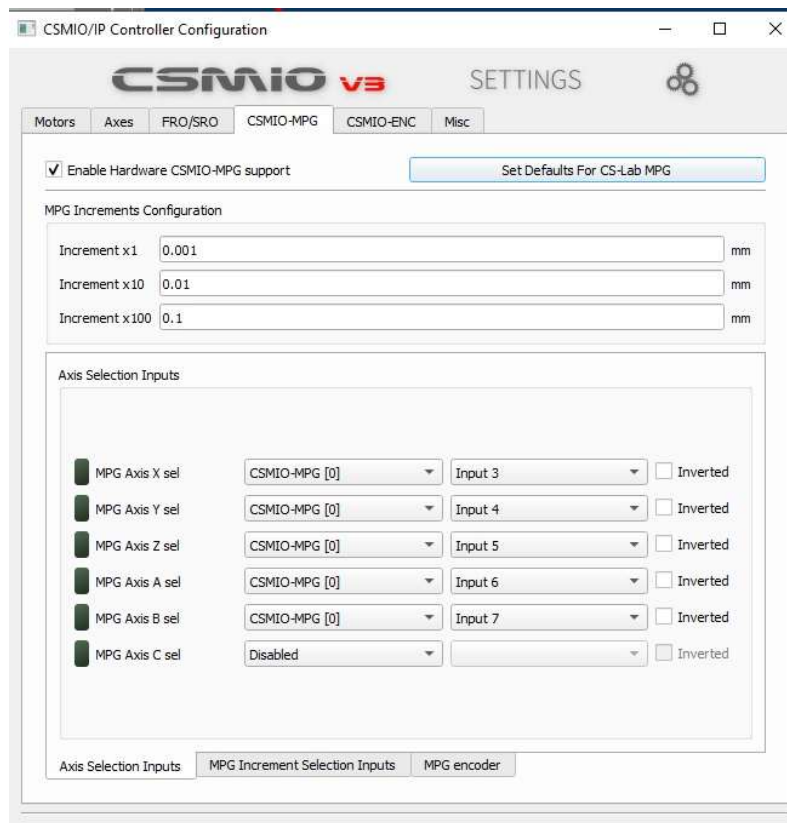 CSMIO/IP Controller Configuration
CSMIO V3 SETTINGS
Motors Axes FRO/SRO CSMIO-MPG CSMIO-ENC Misc
Enable Hardware CSMIO-MPG support Set Defaults For CS-Lab MPG
MPG Increments Configuration
Increment x1 0.001 mm
Increment x10 0.01 mm
Increment x100 0.1 mm
Axis Selection Inputs
MPG Axis X sel CSMIO-MPG [0] Input 3 Inverted
MPG Axis Y sel CSMIO-MPG [0] Input 4 Inverted
MPG Axis Z sel CSMIO-MPG [0] Input 5 Inverted
MPG Axis A sel CSMIO-MPG [0] Input 6 Inverted
MPG Axis B sel CSMIO-MPG [0] Input 7 Inverted
MPG Axis C sel Disabled Inverted
Axis Selection Inputs MPG Increment Selection Inputs MPG encoder